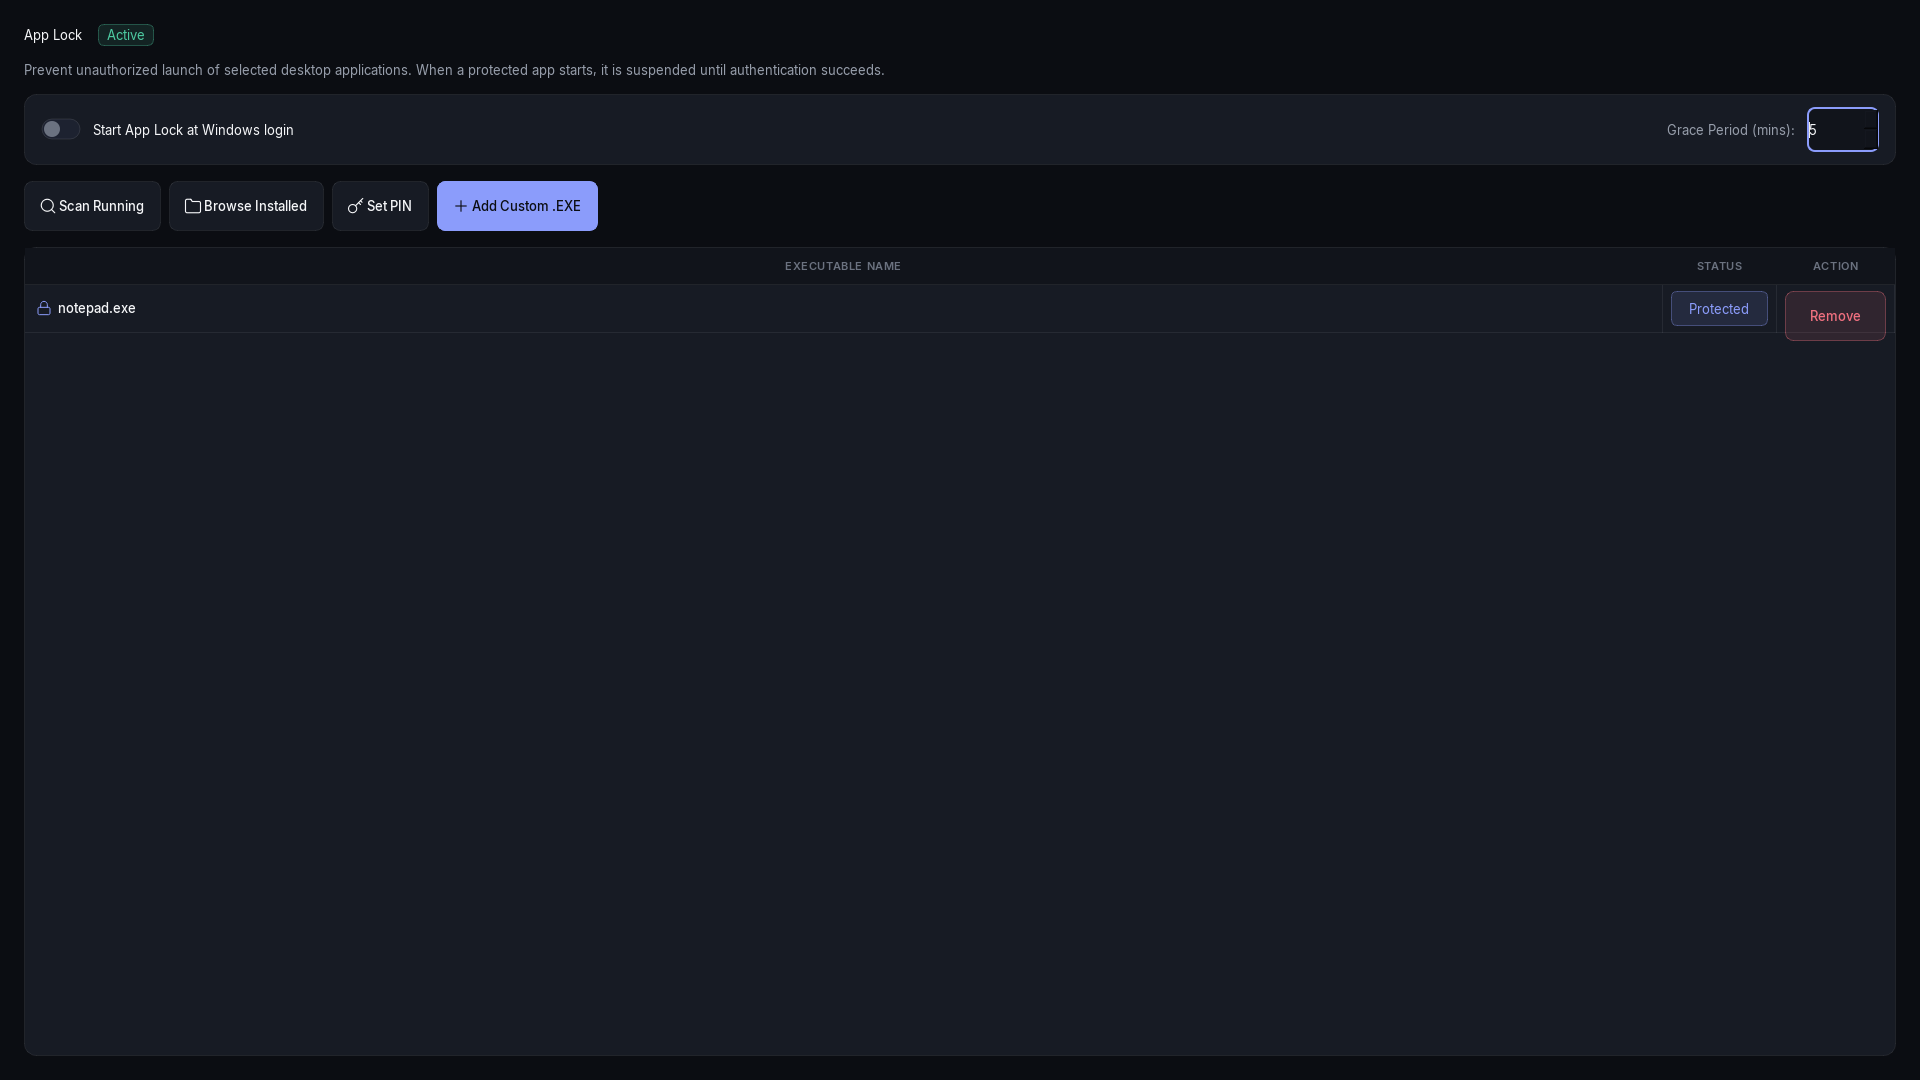 App Lock Active
Prevent unauthorized launch of selected desktop applications. When a protected app starts, it is suspended until authentication succeeds.
Start App Lock at Windows login Grace Period (mins): 5
Scan Running Browse Installed Set PIN Add Custom .EXE
EXECUTABLE NAME STATUS ACTION
notepad.exe Protected Remove